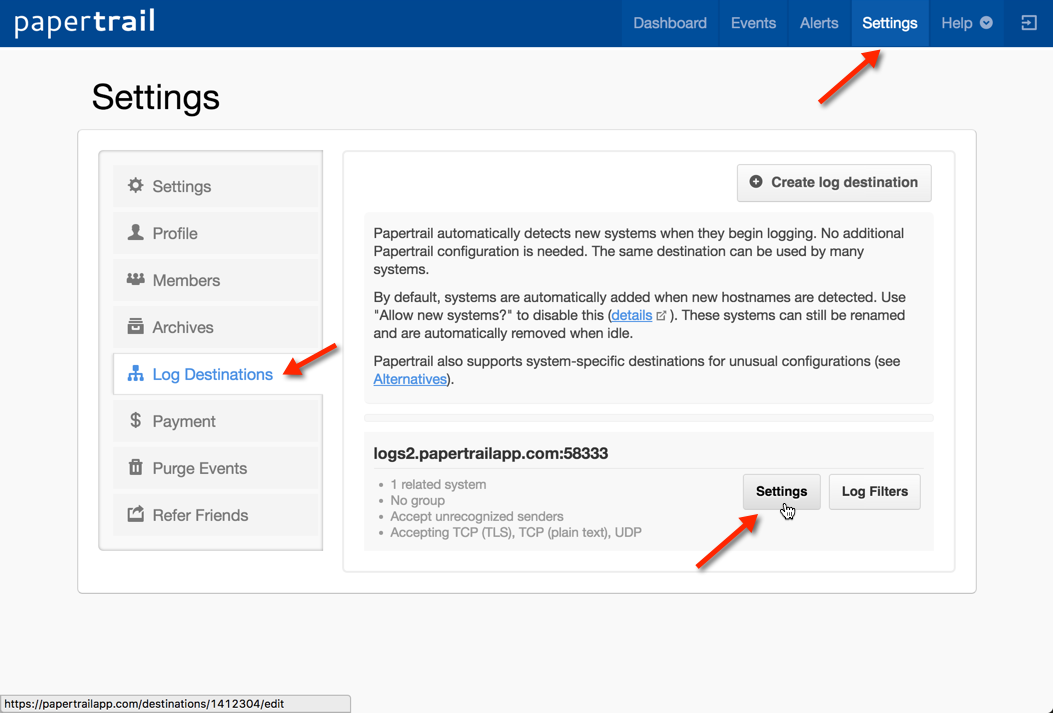 papertrail
Dashboard
Events
Alerts
Settings
Help
Settings
Settings
Profile
Members
Archives
Log Destinations
Payment
Purge Events
Refer Friends
Create log destination
Papertrail automatically detects new systems when they begin logging. No additional
Papertrail configuration is needed. The same destination can be used by many
systems.
By default, systems are automatically added when new hostnames are detected. Use
"Allow new systems?" to disable this (details ). These systems can still be renamed
and are automatically removed when idle.
Papertrail also supports system-specific destinations for unusual configurations (see
Alternatives).
logs2.papertrailapp.com:58333
• 1 related system
• No group
• Accept unrecognized senders
• Accepting TCP (TLS), TCP (plain text), UDP
Settings
Log Filters
https://papertrailapp.com/destinations/1412304/edit